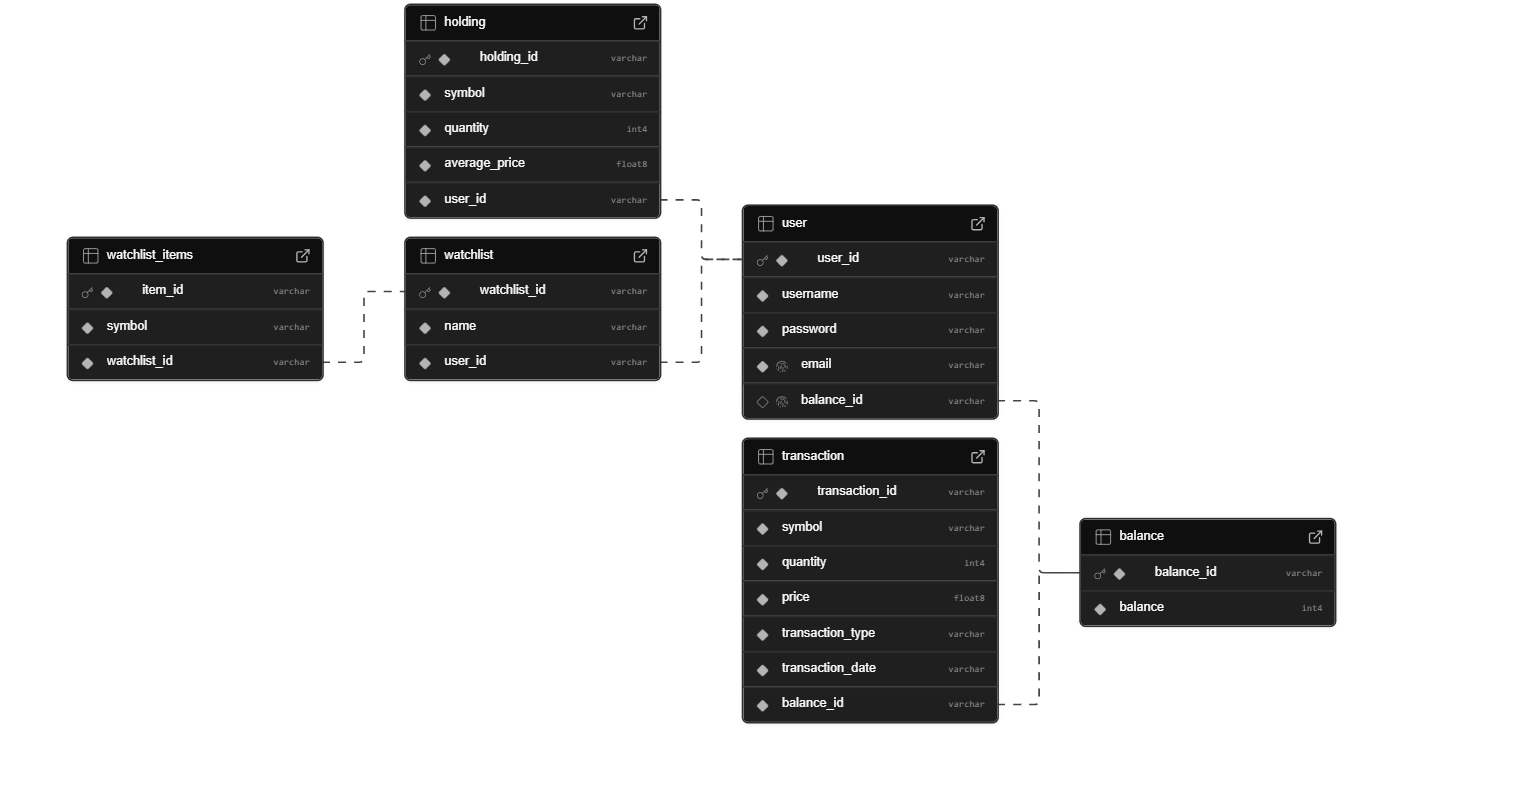 holding
holding_id varchar
symbol varchar
quantity int4
average_price float8
user_id varchar
watchlist_items
item_id varchar
symbol varchar
watchlist_id varchar
watchlist
watchlist_id varchar
name varchar
user_id varchar
user
user_id varchar
username varchar
password varchar
email varchar
balance_id varchar
transaction
transaction_id varchar
symbol varchar
quantity int4
price float8
transaction_type varchar
transaction_date varchar
balance_id varchar
balance
balance_id varchar
balance int4